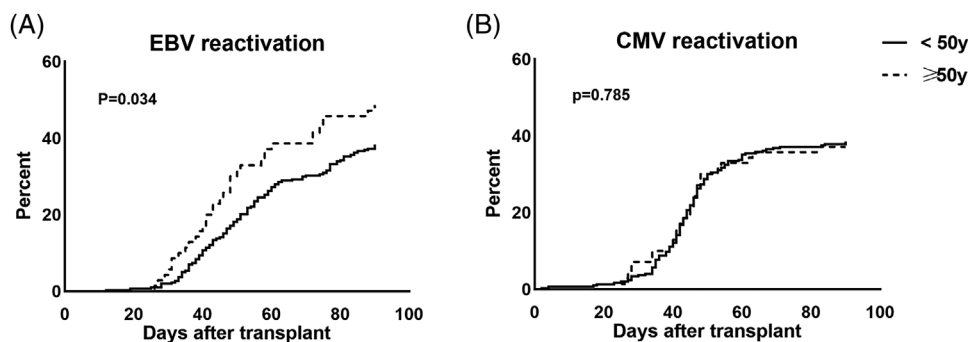 (A)
EBV reactivation
P=0.034
Percent
60
40
20
0
0 20 40 60 80 100
Days after transplant
(B)
CMV reactivation
p=0.785
Percent
60
40
20
0
0 20 40 60 80 100
Days after transplant
< 50y
⩾50y